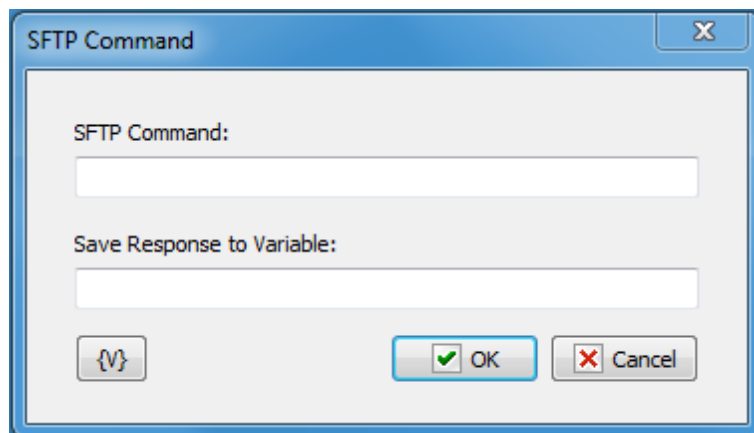 SFTP Command
SFTP Command:
Save Response to Variable:
{V} OK Cancel